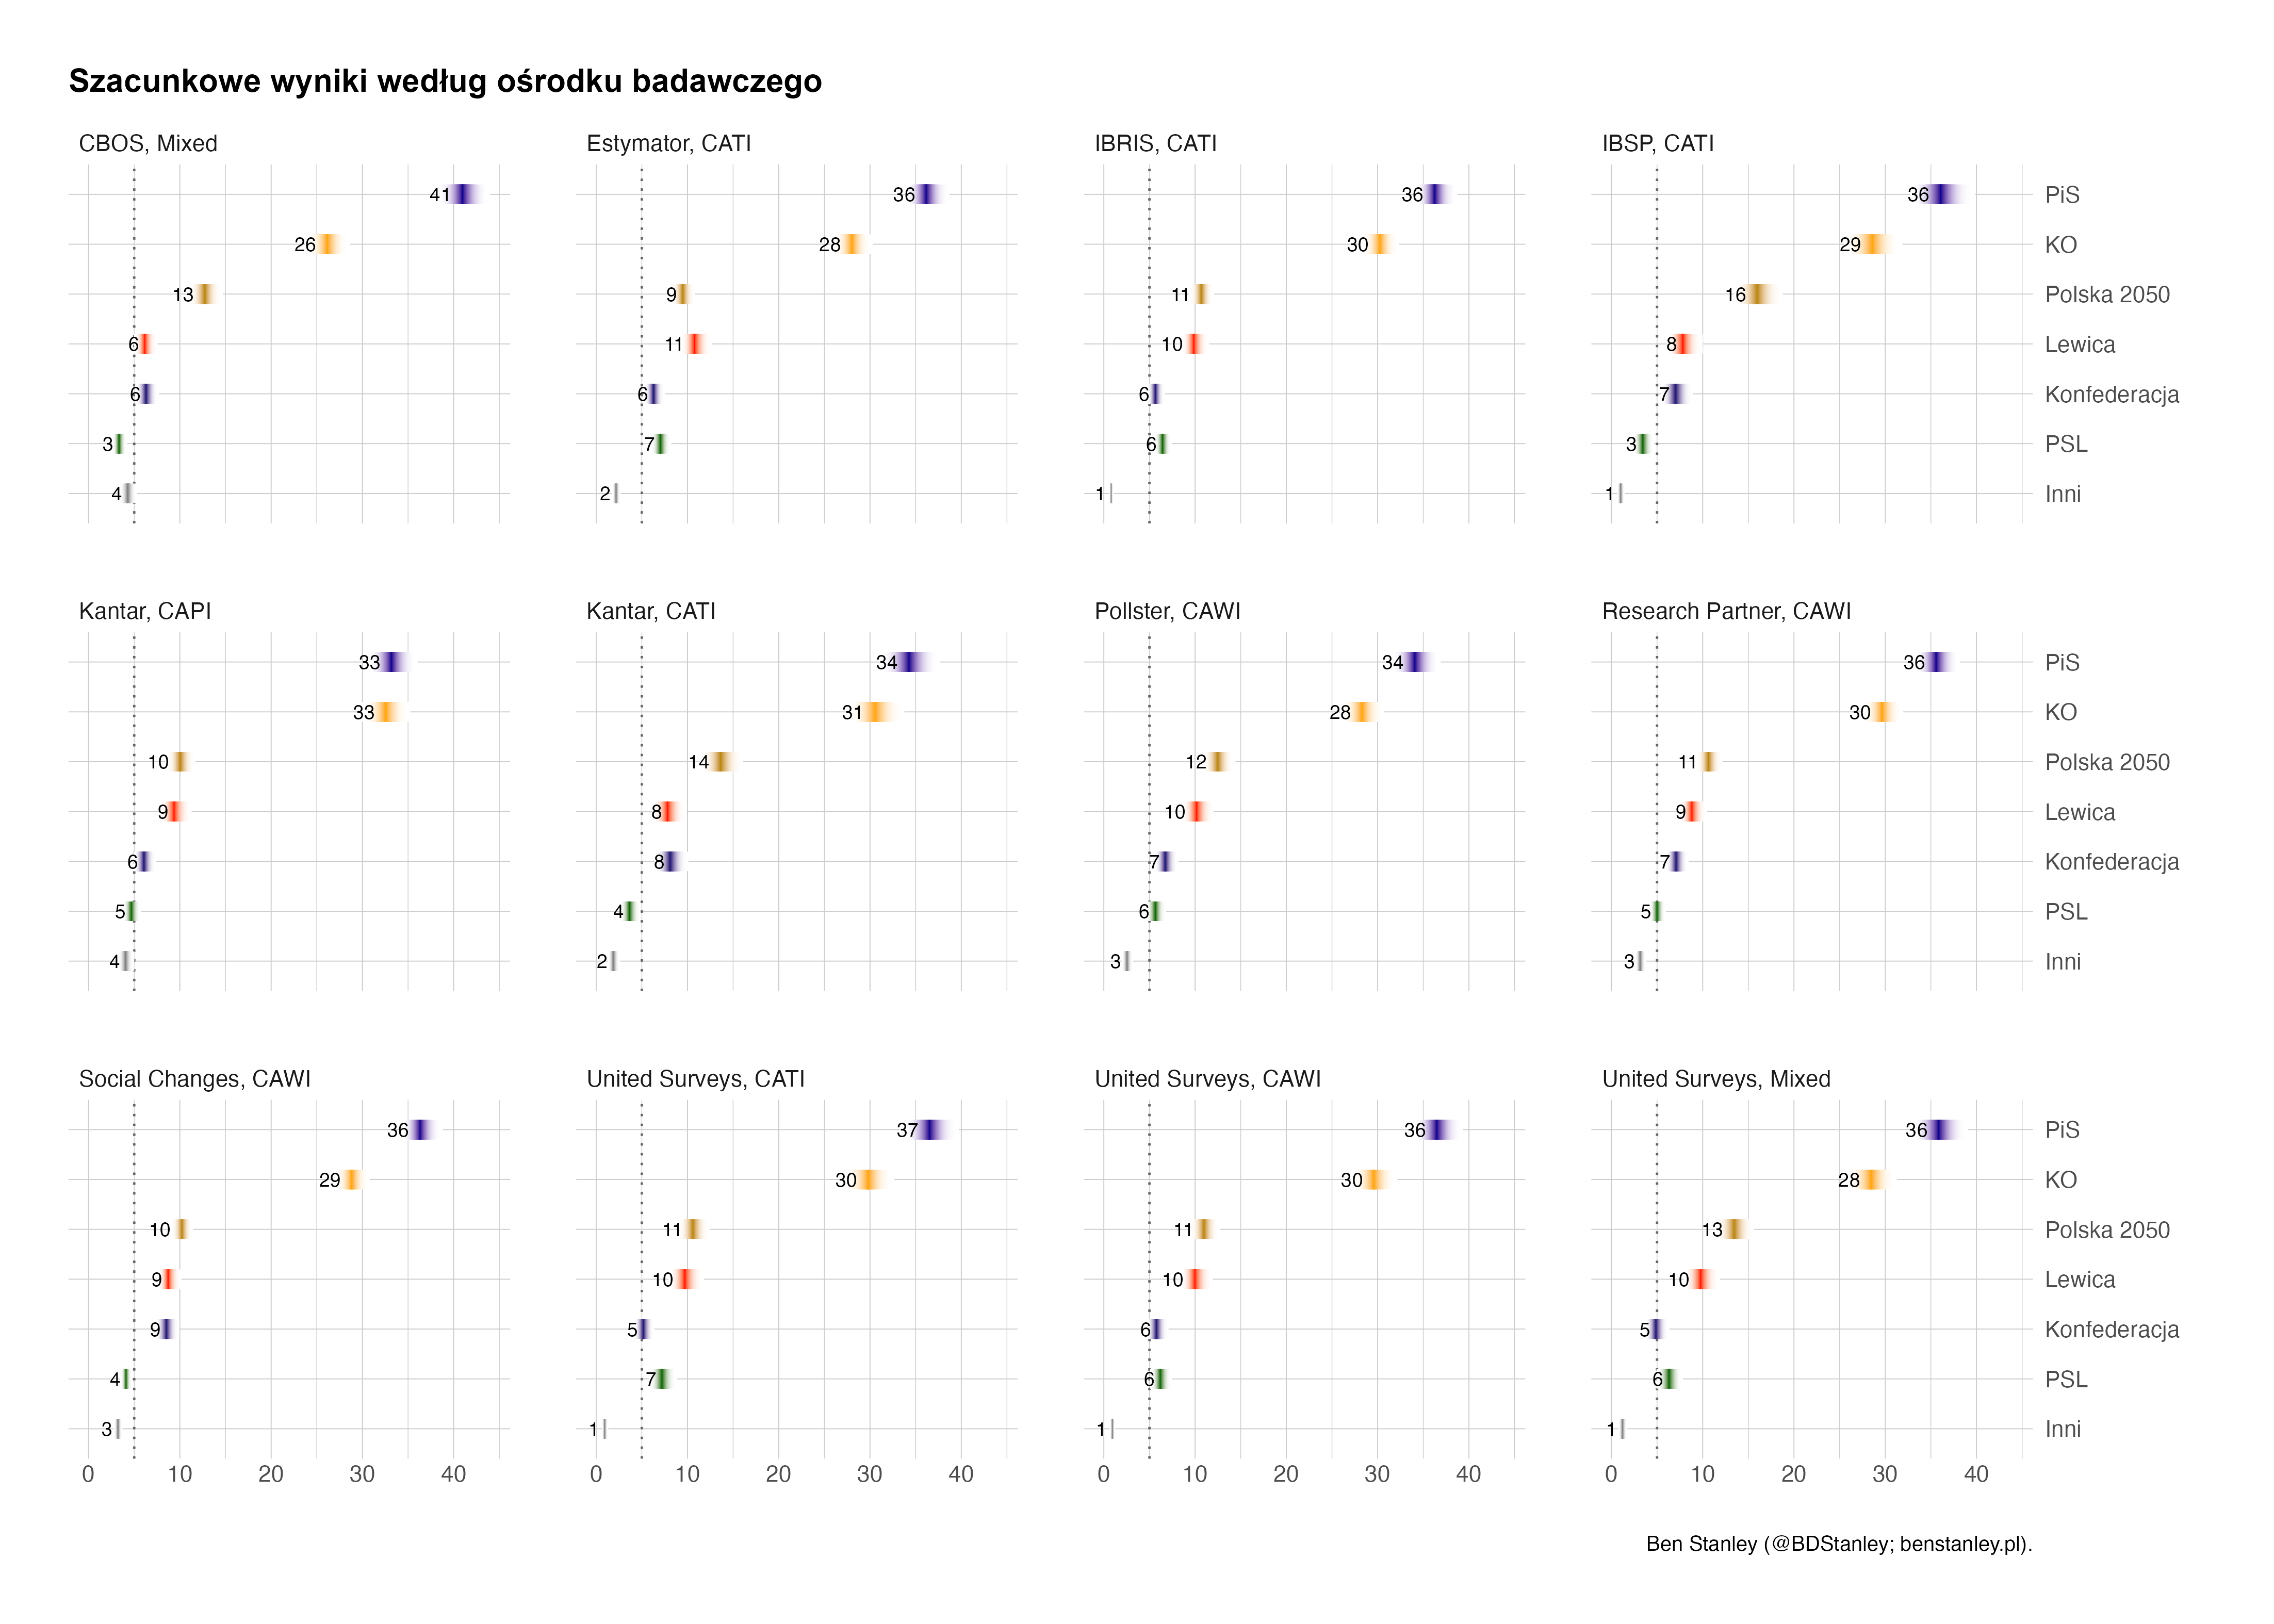 Szacunkowe wyniki według ośrodku badawczego
CBOS, Mixed
Estymator, CATI
IBRIS, CATI
IBSP, CATI
41
36
36
36
PiS
26
28
30
29
KO
13
9
11
16
Polska 2050
6
11
10
8
Lewica
6
6
6
7
Konfederacja
3
7
6
3
PSL
4
2
1
1
Inni
Kantar, CAPI
Kantar, CATI
Pollster, CAWI
Research Partner, CAWI
33
34
34
36
PiS
33
31
28
30
KO
10
14
12
11
Polska 2050
9
8
10
9
Lewica
6
8
7
7
Konfederacja
5
4
6
5
PSL
4
2
3
3
Inni
Social Changes, CAWI
United Surveys, CATI
United Surveys, CAWI
United Surveys, Mixed
36
37
36
36
PiS
29
30
30
28
KO
10
11
11
13
Polska 2050
9
10
10
10
Lewica
9
5
6
5
Konfederacja
4
7
6
6
PSL
3
1
1
1
Inni
0 10 20 30 40
0 10 20 30 40
0 10 20 30 40
0 10 20 30 40
Ben Stanley (@BDStanley; benstanley.pl).